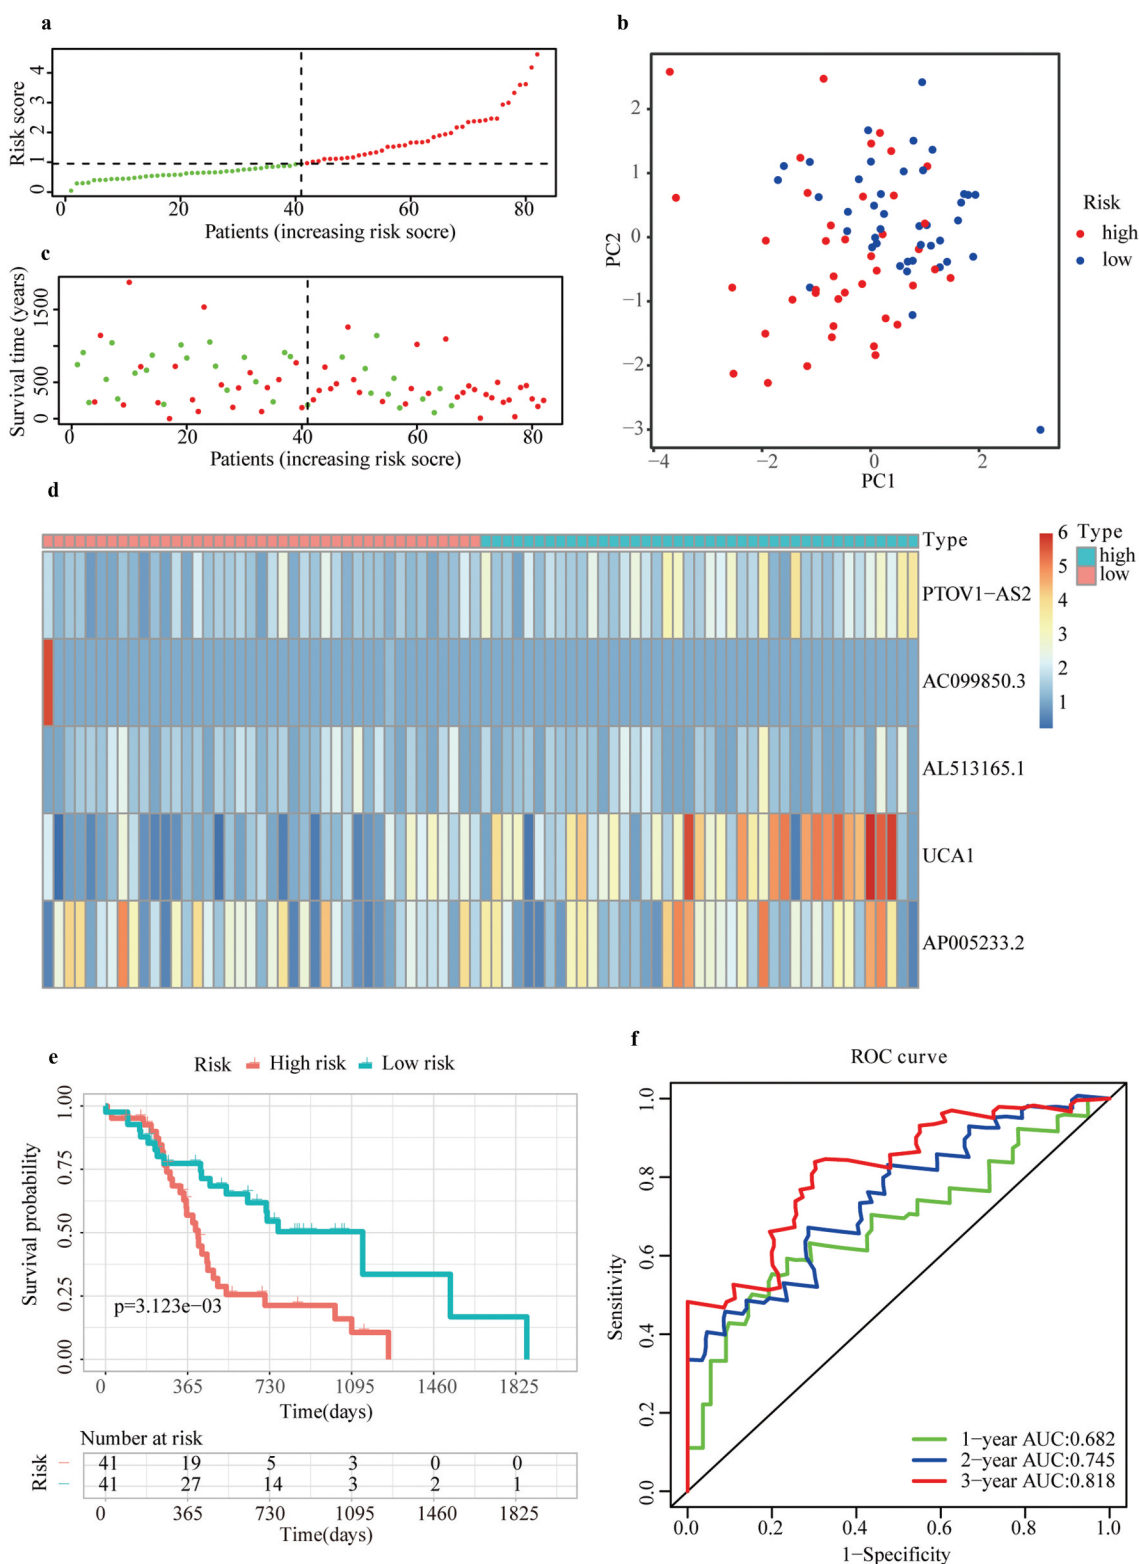 a
Risk score
0 1 2 3 4
0 20 40 60 80
Patients (increasing risk socre)
b
PC2
2
1
0
−1
−2
−3
−4 −2 0 2
PC1
Risk
high
low
c
Survival time (years)
0 500 1500
0 20 40 60 80
Patients (increasing risk socre)
d
Type
PTOV1−AS2
AC099850.3
AL513165.1
UCA1
AP005233.2
6
5
4
3
2
1
Type
high
low
e
Risk High risk Low risk
Survival probability
1.00
0.75
0.50
0.25
0.00
p=3.123e−03
0 365 730 1095 1460 1825
Time(days)
Number at risk
Risk
41 19 5 3 0 0
41 27 14 3 2 1
0 365 730 1095 1460 1825
Time(days)
f
ROC curve
Sensitivity
1.0
0.8
0.6
0.4
0.2
0.0
1−year AUC:0.682
2−year AUC:0.745
3−year AUC:0.818
0.0 0.2 0.4 0.6 0.8 1.0
1−Specificity